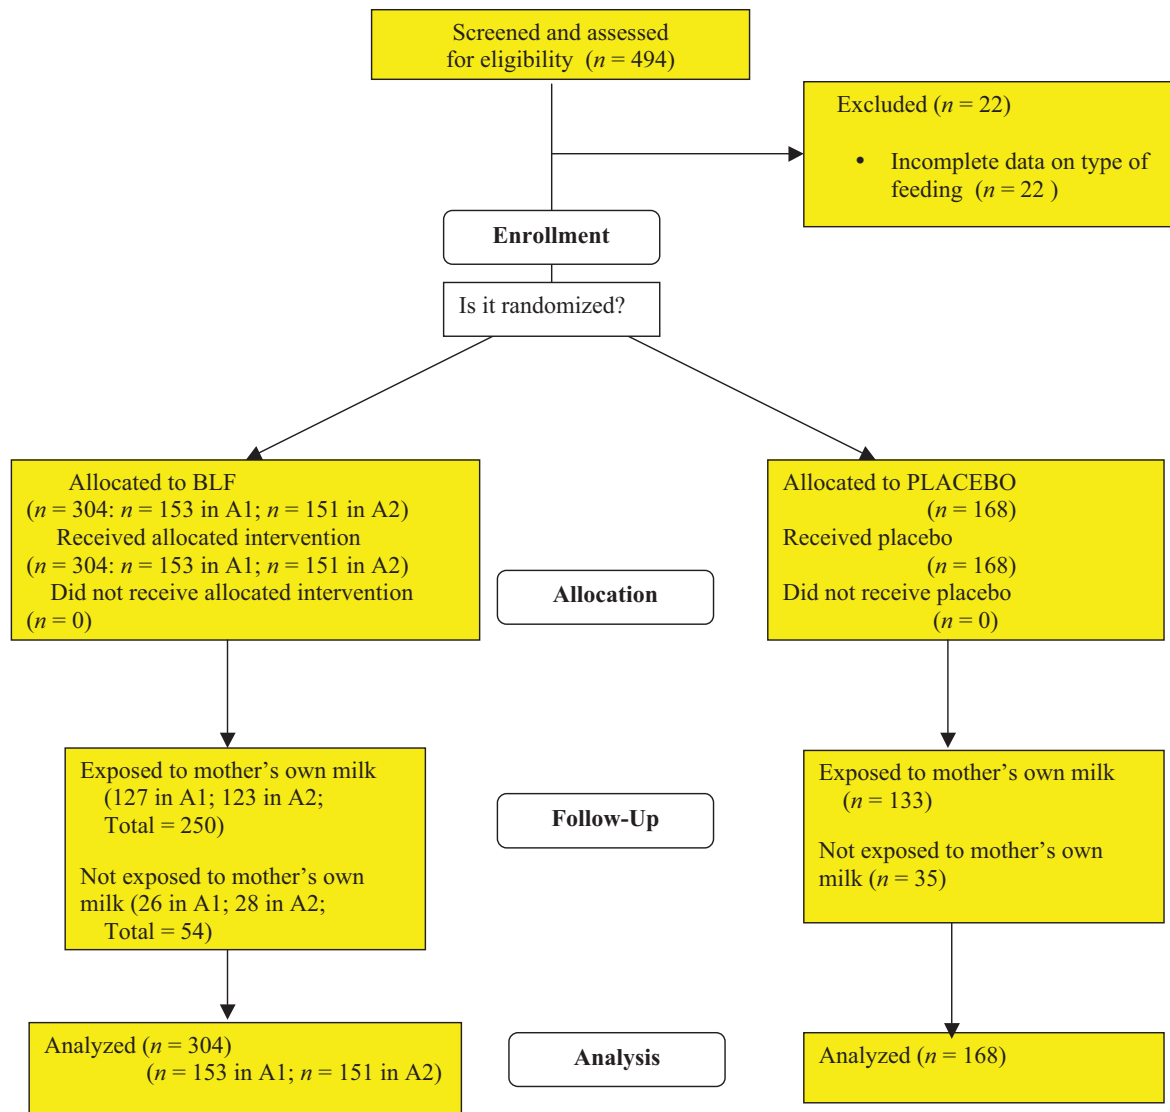 Screened and assessed
for eligibility (n = 494)
Excluded (n = 22)
• Incomplete data on type of
feeding (n = 22 )
Enrollment
Is it randomized?
Allocated to BLF
(n = 304: n = 153 in A1; n = 151 in A2)
Received allocated intervention
(n = 304: n = 153 in A1; n = 151 in A2)
Did not receive allocated intervention
(n = 0)
Allocation
Allocated to PLACEBO
(n = 168)
Received placebo
(n = 168)
Did not receive placebo
(n = 0)
Exposed to mother’s own milk
(127 in A1; 123 in A2;
Total = 250)
Not exposed to mother’s own
milk (26 in A1; 28 in A2;
Total = 54)
Follow-Up
Exposed to mother’s own milk
(n = 133)
Not exposed to mother’s own
milk (n = 35)
Analyzed (n = 304)
(n = 153 in A1; n = 151 in A2)
Analysis
Analyzed (n = 168)